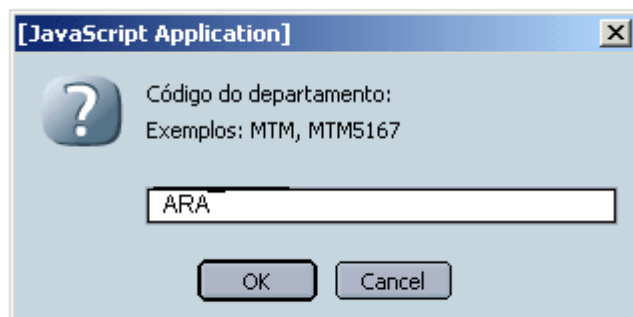 [JavaScript Application]
Código do departamento:
Exemplos: MTM, MTM5167
ARA
OK
Cancel